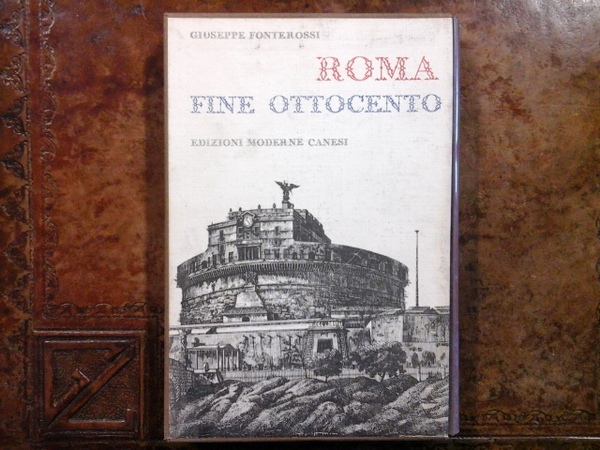 GIUSEPPE FONTEROSSI
ROMA
FINE OTTOCENTO
EDIZIONI MODERNE CANESI